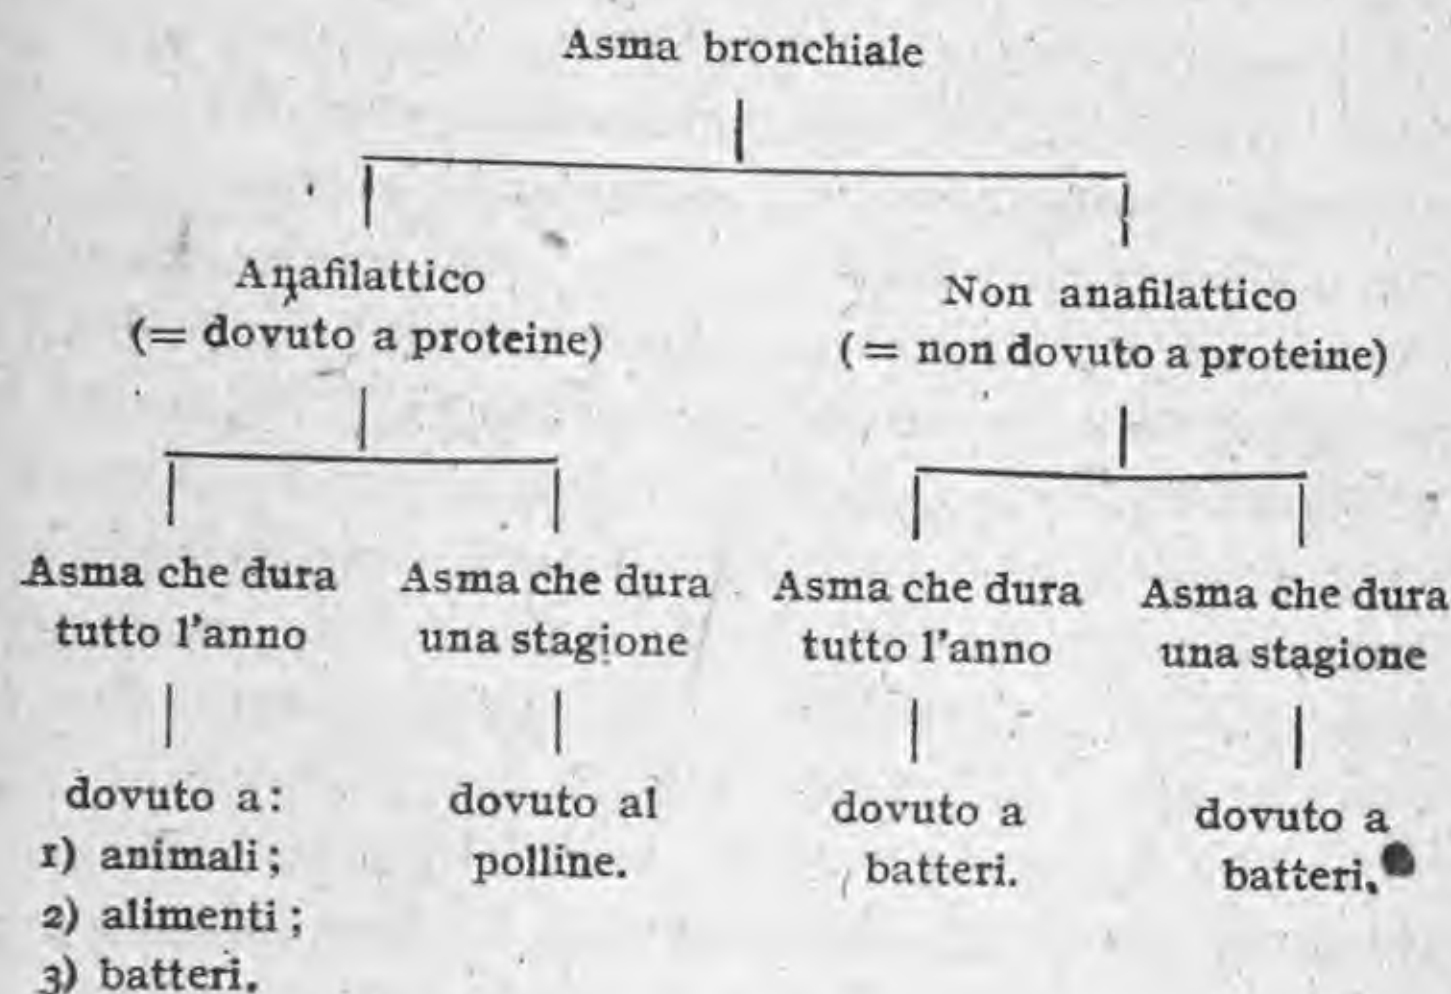 Asma bronchiale
Anafilattico
(= dovuto a proteine)
Non anafilattico
(= non dovuto a proteine)
Asma che dura
tutto l'anno
Asma che dura
una stagione
Asma che dura
tutto l'anno
Asma che dura
una stagione
dovuto a:
1) animali;
2) alimenti;
3) batteri.
dovuto al
polline.
dovuto a
batteri.
dovuto a
batteri.